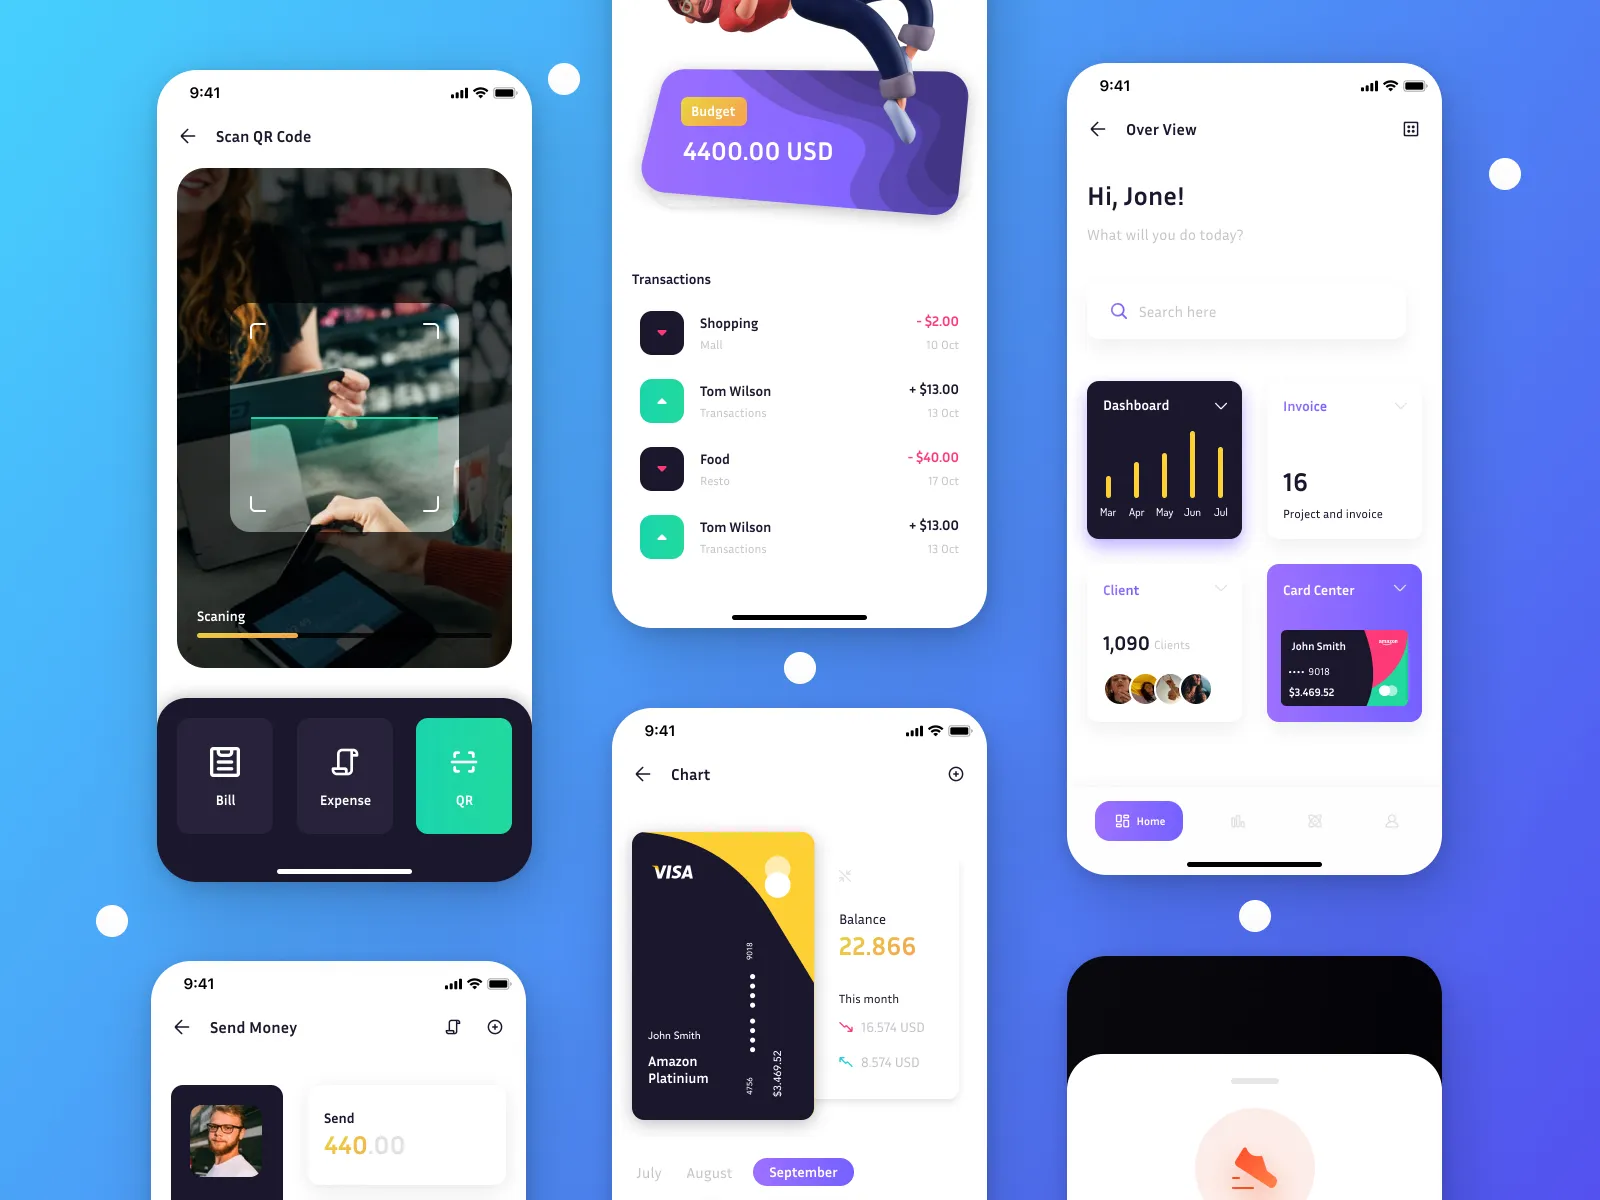 9:41
Scan QR Code
Scaning
Bill
Expense
QR
9:41
Send Money
Send
440.00
Budget
4400.00 USD
Transactions
Shopping
- $2.00
Mall
10 Oct
Tom Wilson
+ $13.00
Transactions
13 Oct
Food
- $40.00
Resto
17 Oct
Tom Wilson
+ $13.00
Transactions
13 Oct
9:41
Chart
VISA
9018
4756
$3.469.52
John Smith
Amazon
Platinium
Balance
22.866
This month
16.574 USD
8.574 USD
July
August
September
9:41
Over View
Hi, Jone!
What will you do today?
Search here
Dashboard
Mar Apr May Jun Jul
Invoice
16
Project and invoice
Client
1,090 Clients
Card Center
John Smith
amazon
•••• 9018
$3.469.52
Home